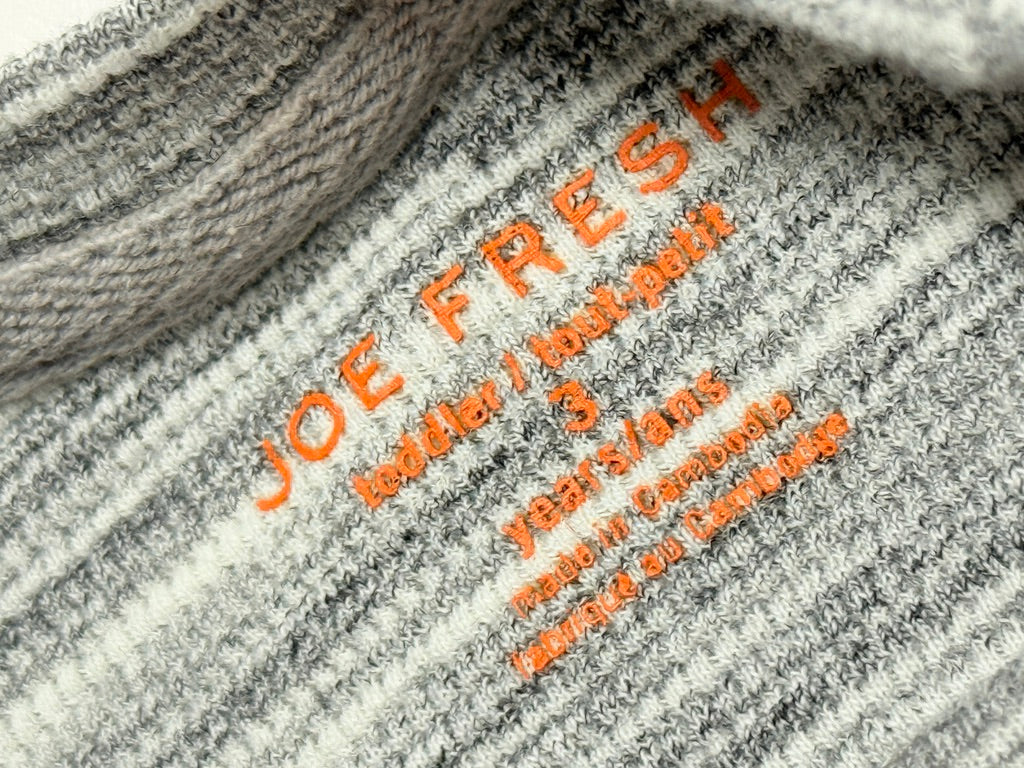 JOE FRESH
toddler / tout-petit
3
years/ans
made in Cambodia
fabriqué au Cambodge